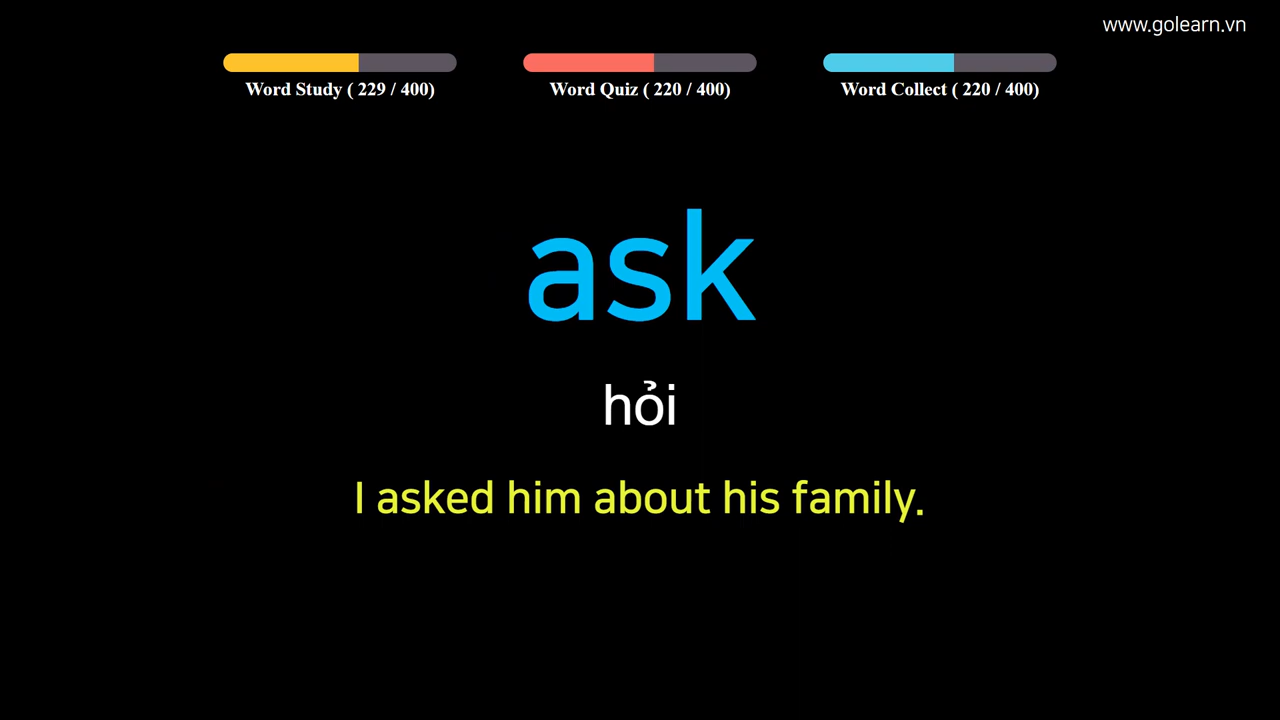 www.golearn.vn
Word Study ( 229 / 400)
Word Quiz ( 220 / 400)
Word Collect ( 220 / 400)
ask
hỏi
I asked him about his family.